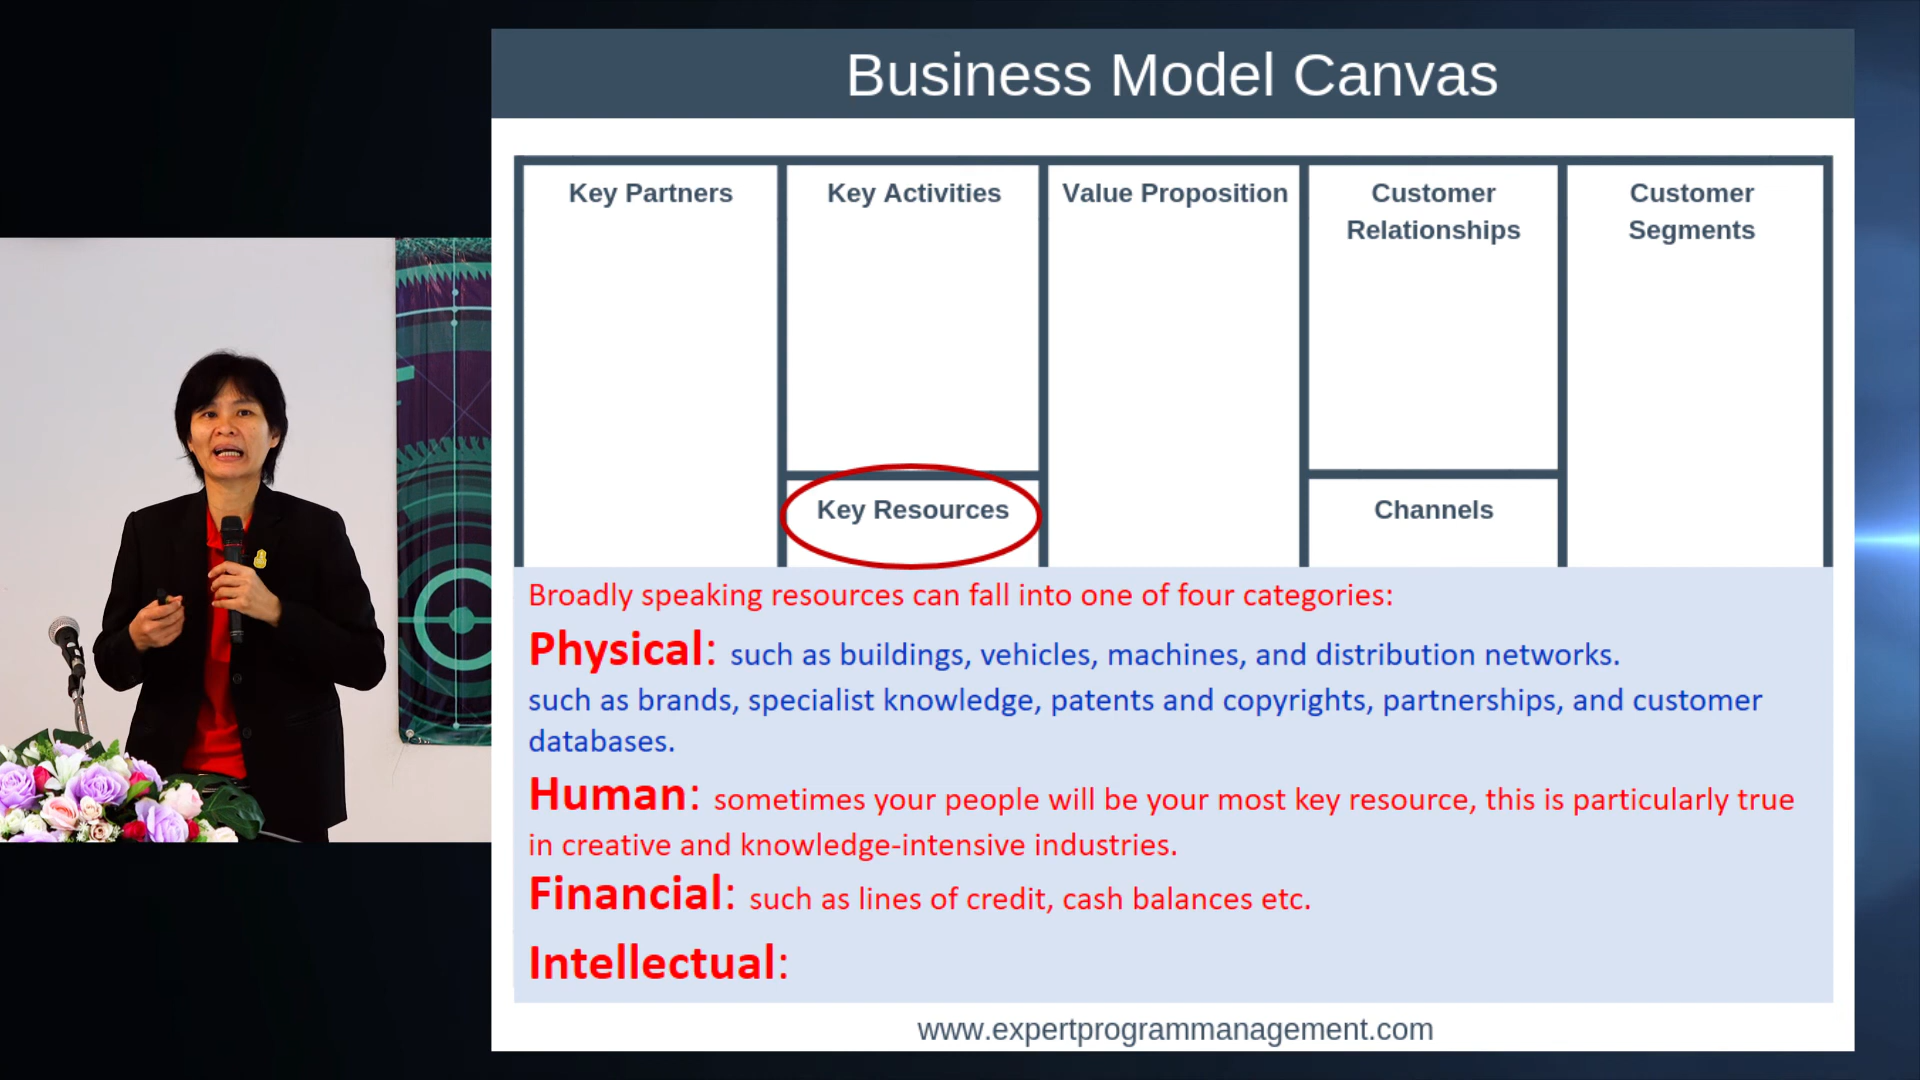 Business Model Canvas
Key Partners
Key Activities
Value Proposition
Customer
Relationships
Customer
Segments
Key Resources
Channels
Broadly speaking resources can fall into one of four categories:
Physical: such as buildings, vehicles, machines, and distribution networks.
such as brands, specialist knowledge, patents and copyrights, partnerships, and customer
databases.
Human: sometimes your people will be your most key resource, this is particularly true
in creative and knowledge-intensive industries.
Financial: such as lines of credit, cash balances etc.
Intellectual:
www.expertprogrammanagement.com